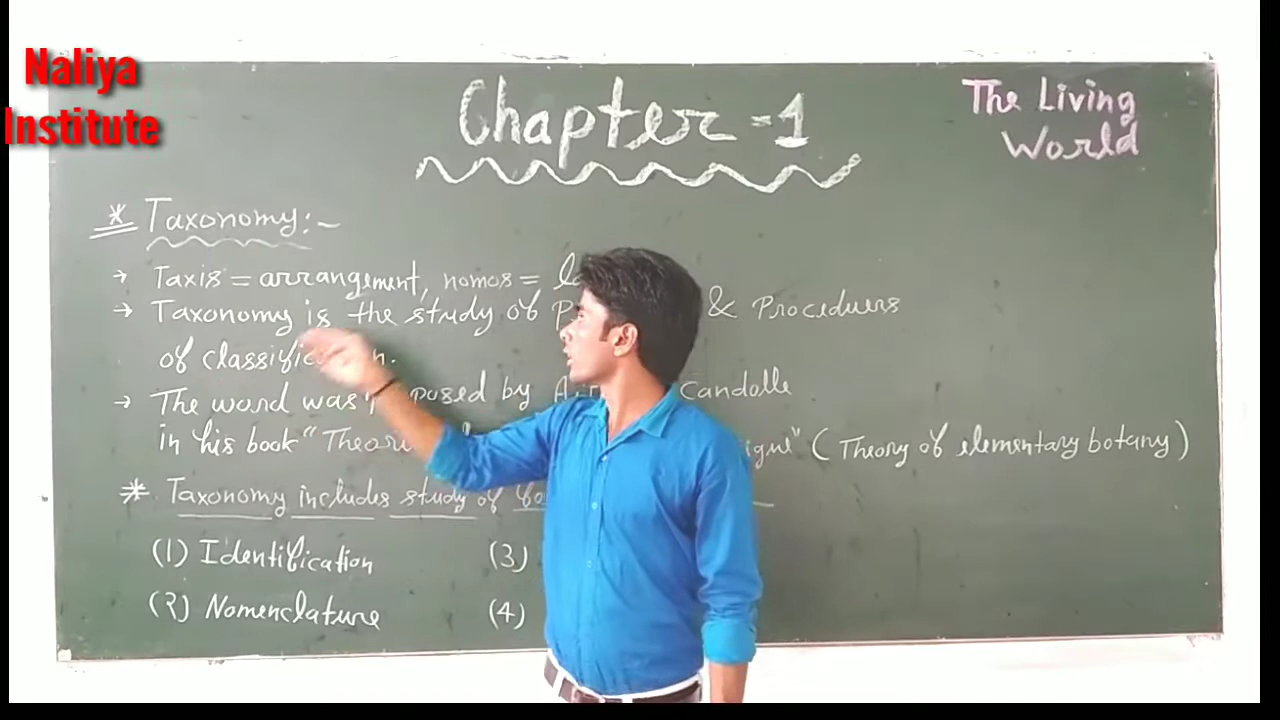 Naliya
Institute
Chapter - 1
The Living
World
* Taxonomy:-
→ Taxis = arrangement, nomos =
→ Taxonomy is the study of & Procedures
of classification.
→ The word was by Candolle
in his book " (Theory of elementary botany)
* Taxonomy includes study of
(1) Identification (3)
(2) Nomenclature (4)